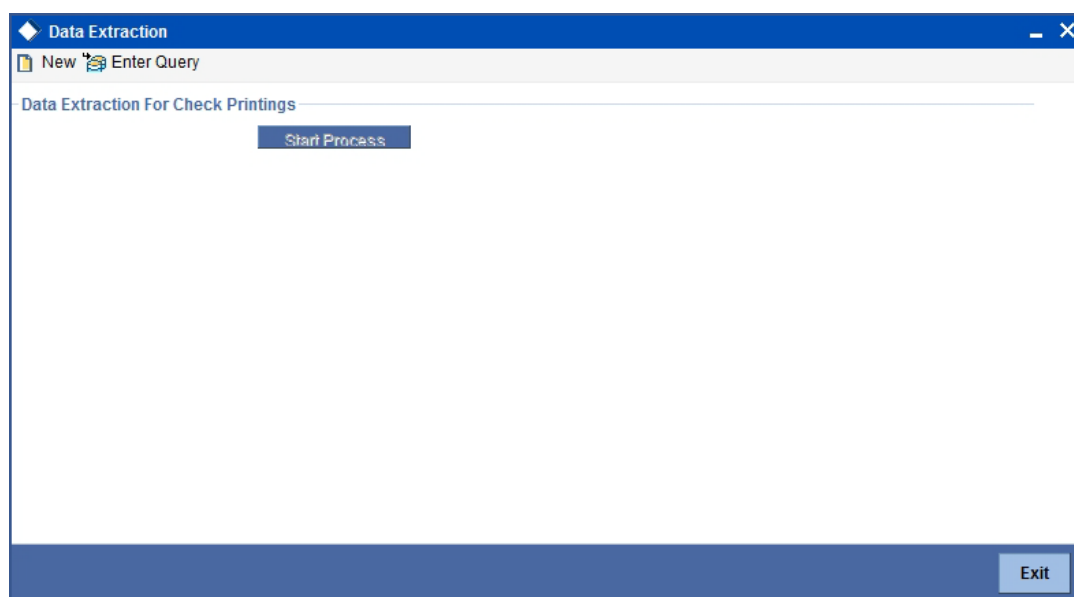 Data Extraction
New Enter Query
Data Extraction For Check Printings
Start Process
Exit